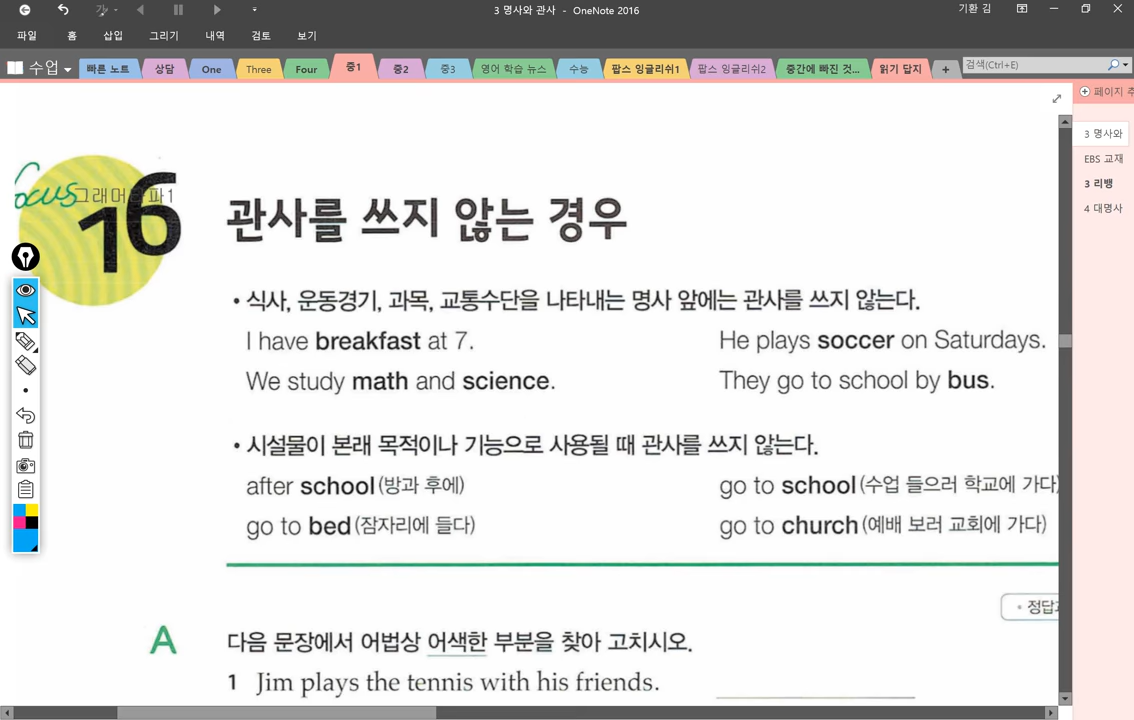 3 명사와 관사 - OneNote 2016
기환 김
파일 홈 삽입 그리기 내역 검토 보기
수업 빠른 노트 상담 One Three Four 중1 중2 중3 영어 학습 뉴스 수능 팝스 잉글리쉬1 팝스 잉글리쉬2 중간에 빠진 것... 읽기 답지 +
검색(Ctrl+E)
페이지 추
3 명사와
EBS 교재
3 리뱅
4 대명사
focus
16
관사를 쓰지 않는 경우
• 식사, 운동경기, 과목, 교통수단을 나타내는 명사 앞에는 관사를 쓰지 않는다.
I have breakfast at 7. He plays soccer on Saturdays.
We study math and science. They go to school by bus.
• 시설물이 본래 목적이나 기능으로 사용될 때 관사를 쓰지 않는다.
after school (방과 후에) go to school (수업 들으러 학교에 가다)
go to bed (잠자리에 들다) go to church (예배 보러 교회에 가다)
A 다음 문장에서 어법상 어색한 부분을 찾아 고치시오.
1 Jim plays the tennis with his friends.